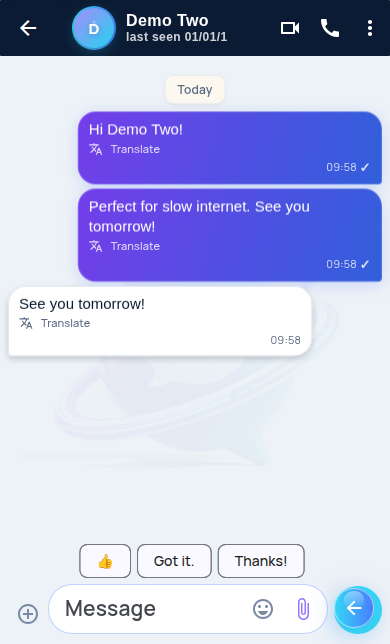 D
Demo Two
last seen 01/01/1
Today
Hi Demo Two!
Translate
09:58 ✓
Perfect for slow internet. See you
tomorrow!
Translate
09:58 ✓
See you tomorrow!
Translate
09:58
👍 Got it. Thanks!
Message